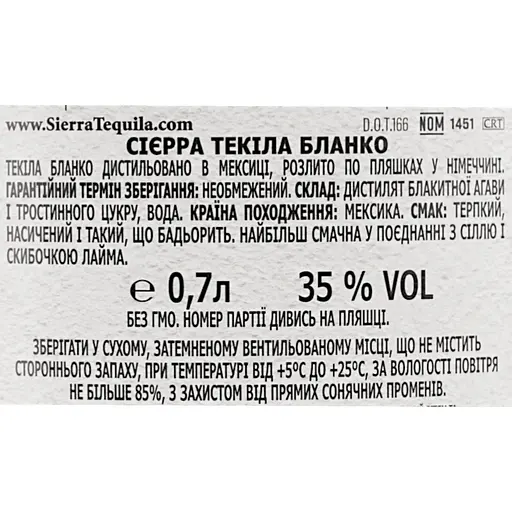 www.SierraTequila.com D.O.T.166 NOM 1451 CRT
СІЄРРА ТЕКІЛА БЛАНКО
ТЕКІЛА БЛАНКО ДИСТИЛЬОВАНО В МЕКСИЦІ, РОЗЛИТО ПО ПЛЯШКАХ У НІМЕЧЧИНІ.
ГАРАНТІЙНИЙ ТЕРМІН ЗБЕРІГАННЯ: НЕОБМЕЖЕНИЙ. СКЛАД: ДИСТИЛЯТ БЛАКИТНОЇ АГАВИ
І ТРОСТИННОГО ЦУКРУ, ВОДА. КРАЇНА ПОХОДЖЕННЯ: МЕКСИКА. СМАК: ТЕРПКИЙ,
НАСИЧЕНИЙ І ТАКИЙ, ЩО БАДЬОРИТЬ. НАЙБІЛЬШ СМАЧНА У ПОЄДНАННІ З СІЛЛЮ І
СКИБОЧКОЮ ЛАЙМА.
℮ 0,7л 35 % VOL
БЕЗ ГМО. НОМЕР ПАРТІЇ ДИВИСЬ НА ПЛЯШЦІ.
ЗБЕРІГАТИ У СУХОМУ, ЗАТЕМНЕНОМУ ВЕНТИЛЬОВАНОМУ МІСЦІ, ЩО НЕ МІСТИТЬ
СТОРОННЬОГО ЗАПАХУ, ПРИ ТЕМПЕРАТУРІ ВІД +5ºС ДО +25ºС, ЗА ВОЛОГОСТІ ПОВІТРЯ
НЕ БІЛЬШЕ 85%, З ЗАХИСТОМ ВІД ПРЯМИХ СОНЯЧНИХ ПРОМЕНІВ.